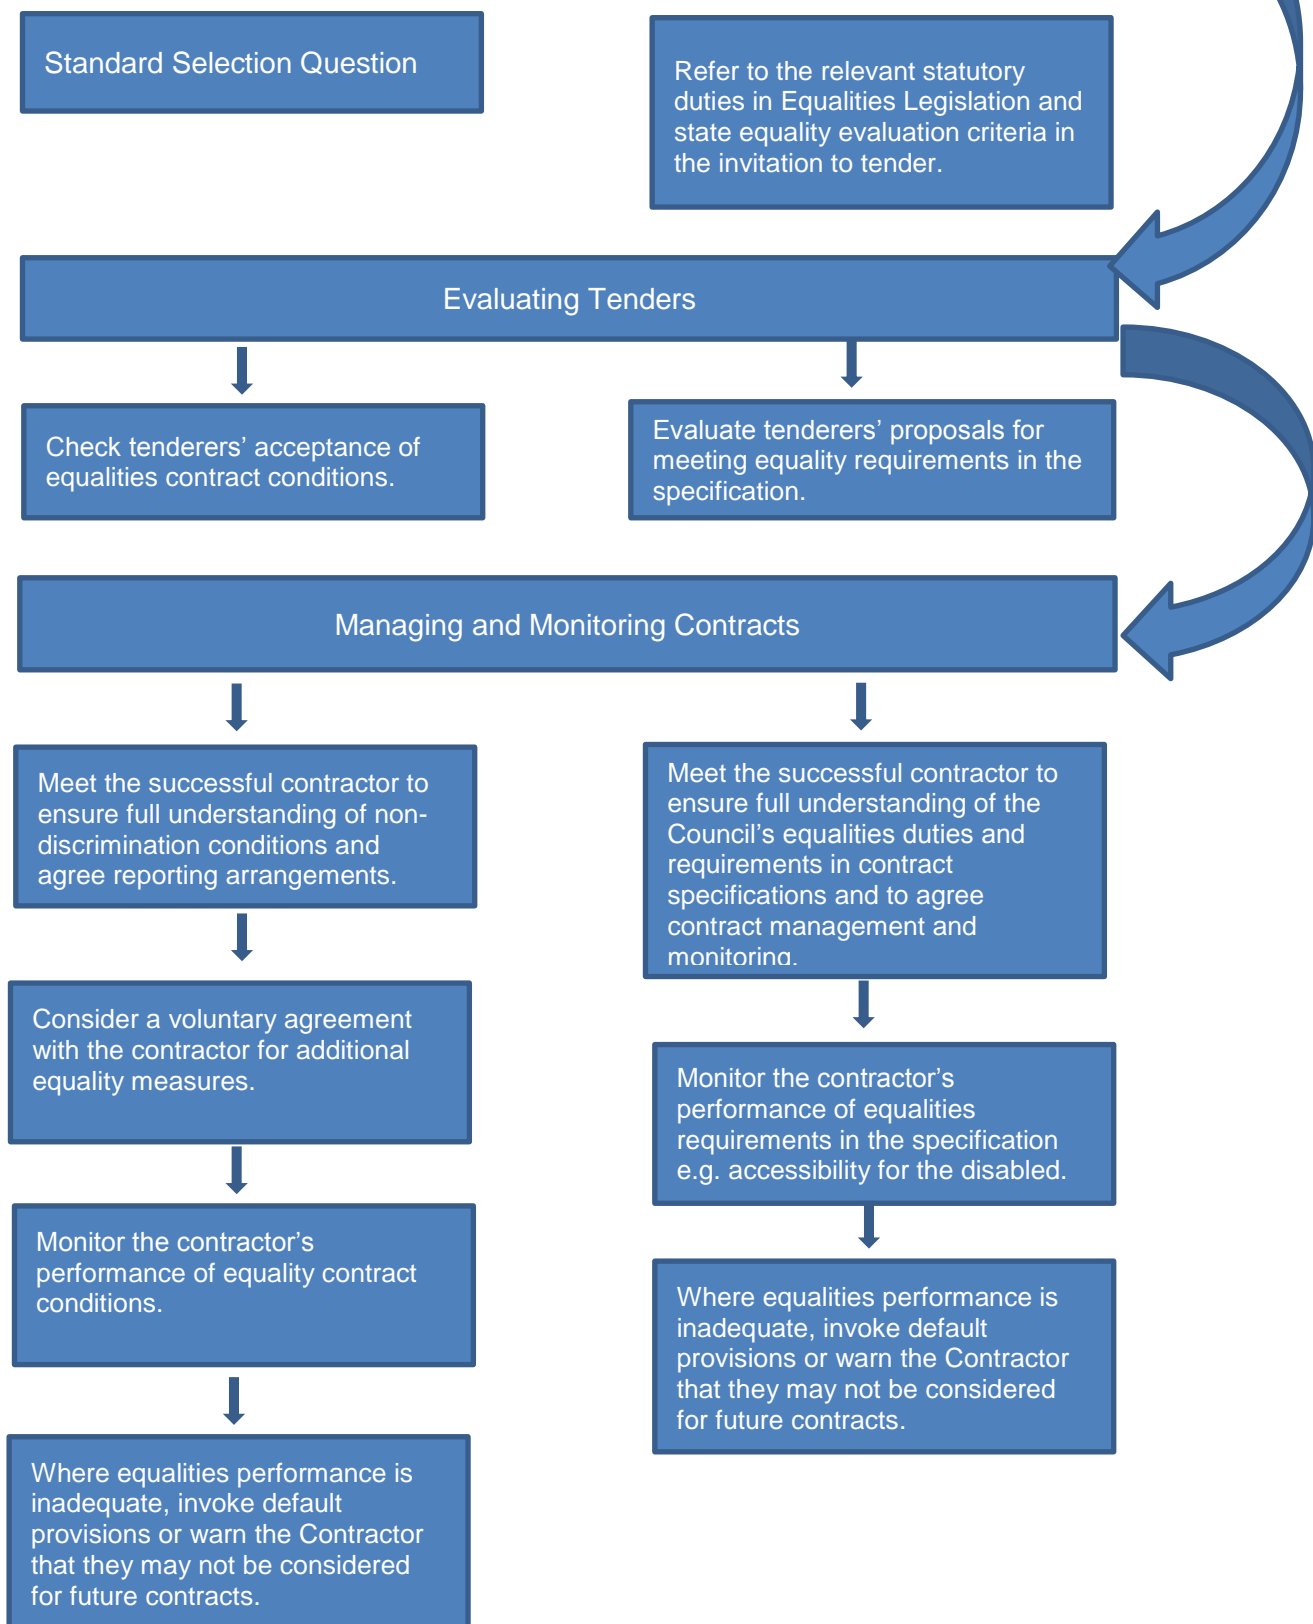 Standard Selection Question
Refer to the relevant statutory
duties in Equalities Legislation and
state equality evaluation criteria in
the invitation to tender.
Evaluating Tenders
Check tenderers’ acceptance of
equalities contract conditions.
Evaluate tenderers’ proposals for
meeting equality requirements in the
specification.
Managing and Monitoring Contracts
Meet the successful contractor to
ensure full understanding of non-
discrimination conditions and
agree reporting arrangements.
Consider a voluntary agreement
with the contractor for additional
equality measures.
Monitor the contractor’s
performance of equality contract
conditions.
Where equalities performance is
inadequate, invoke default
provisions or warn the Contractor
that they may not be considered
for future contracts.
Meet the successful contractor to
ensure full understanding of the
Council’s equalities duties and
requirements in contract
specifications and to agree
contract management and
monitoring.
Monitor the contractor’s
performance of equalities
requirements in the specification
e.g. accessibility for the disabled.
Where equalities performance is
inadequate, invoke default
provisions or warn the Contractor
that they may not be considered
for future contracts.